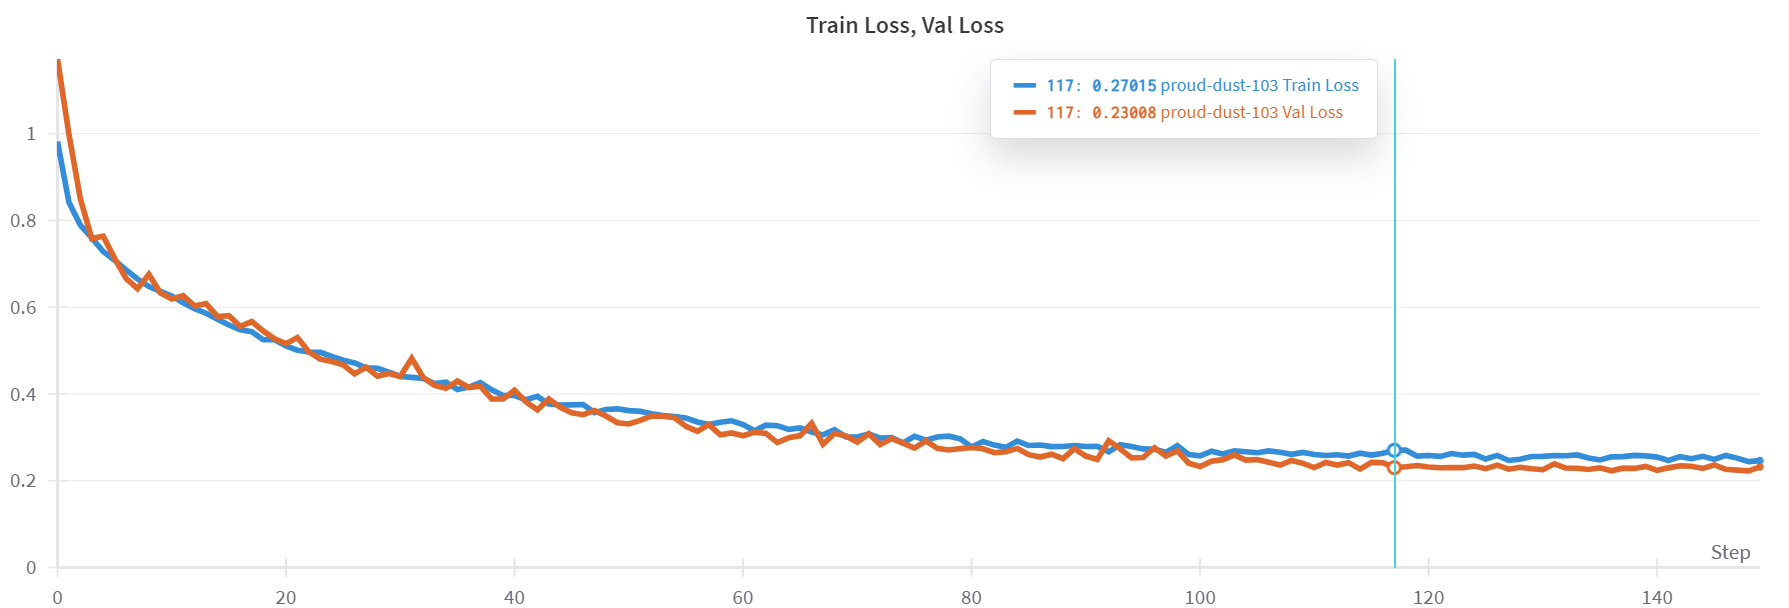 Train Loss, Val Loss
117: 0.27015 proud-dust-103 Train Loss
117: 0.23008 proud-dust-103 Val Loss
1
0.8
0.6
0.4
0.2
0
Step
0 20 40 60 80 100 120 140